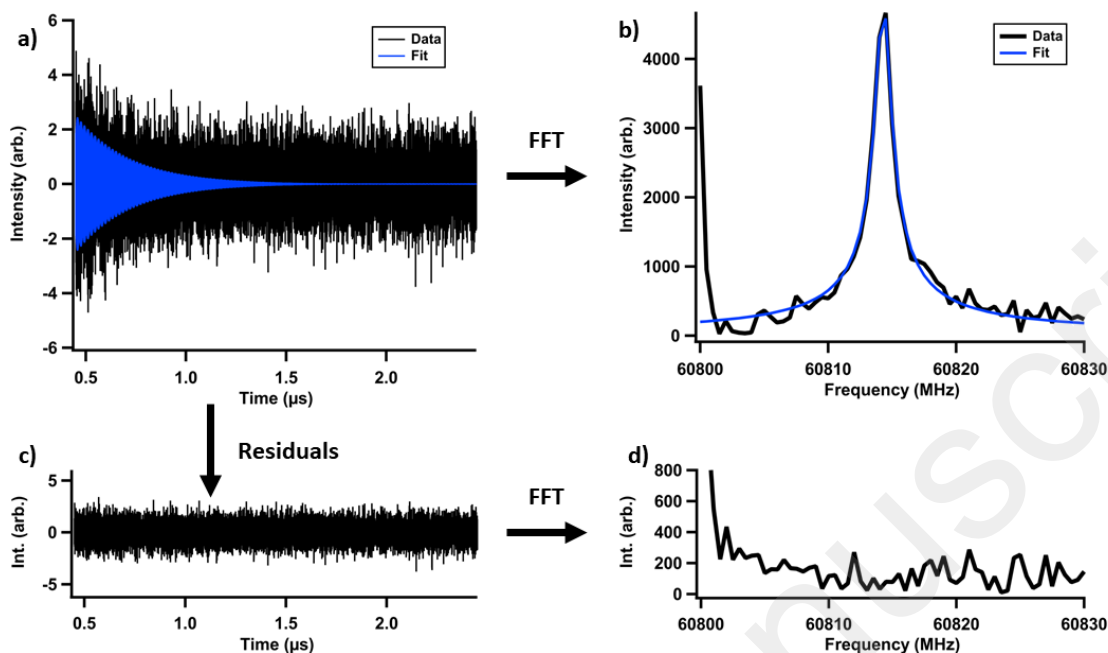 a)
6
4
2
0
-2
-4
-6
Intensity (arb.)
Data
Fit
0.5 1.0 1.5 2.0
Time (µs)
FFT
b)
4000
3000
2000
1000
0
Intensity (arb.)
Data
Fit
60800 60810 60820 60830
Frequency (MHz)
Residuals
c)
5
0
-5
Int. (arb.)
0.5 1.0 1.5 2.0
Time (µs)
FFT
d)
800
600
400
200
0
Int. (arb.)
60800 60810 60820 60830
Frequency (MHz)
nuscri